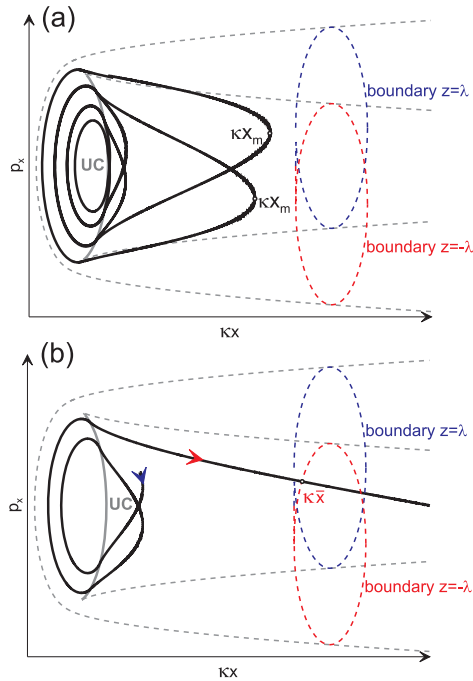 (a)
boundary z=λ
κx_m
p_x
UC
κx_m
boundary z=-λ
κx
(b)
boundary z=λ
p_x
UC
κx̄
boundary z=-λ
κx